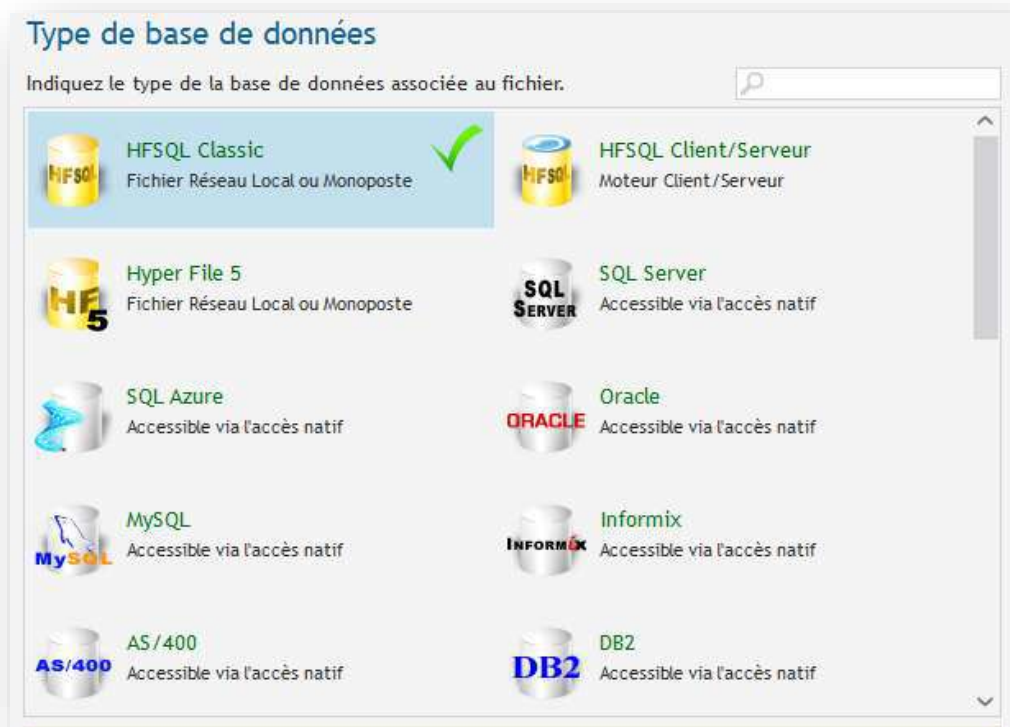 Type de base de données
Indiquez le type de la base de données associée au fichier.
HFSQL
HFSQL Classic
Fichier Réseau Local ou Monoposte
HFSQL
HFSQL Client/Serveur
Moteur Client/Serveur
HF
5
Hyper File 5
Fichier Réseau Local ou Monoposte
SQL
SERVER
SQL Server
Accessible via l'accès natif
SQL Azure
Accessible via l'accès natif
ORACLE
Oracle
Accessible via l'accès natif
MySQL
MySQL
Accessible via l'accès natif
INFORMIX
Informix
Accessible via l'accès natif
AS/400
AS/400
Accessible via l'accès natif
DB2
DB2
Accessible via l'accès natif